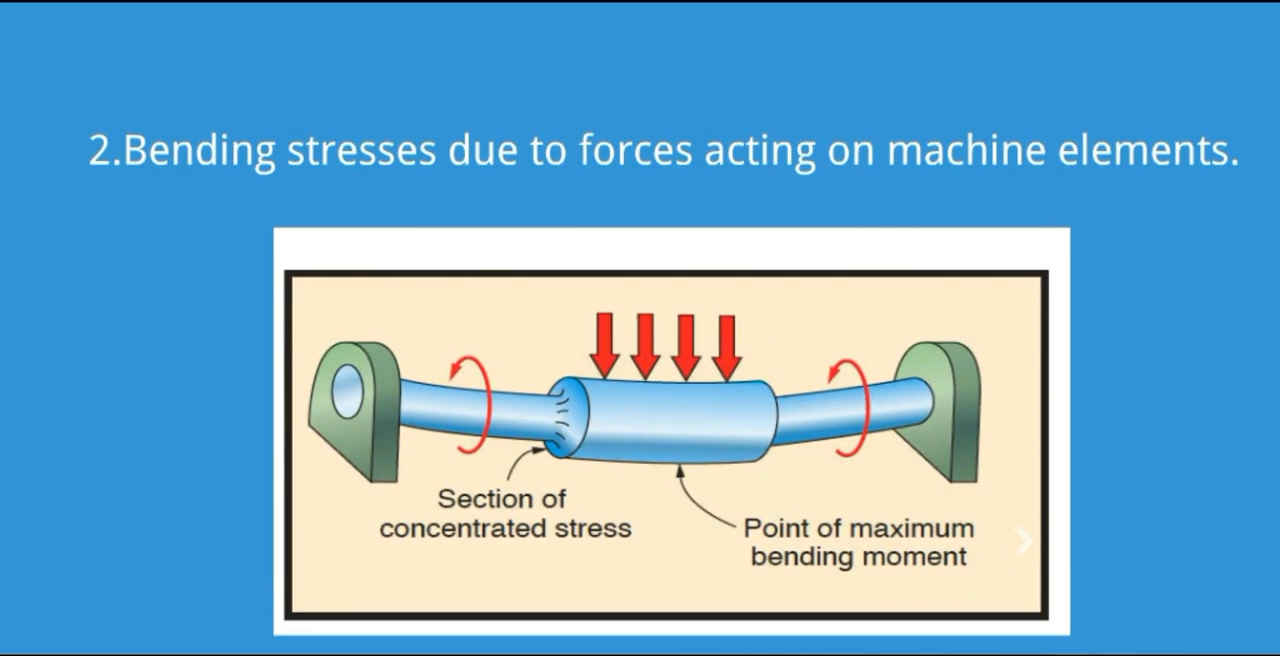 2.Bending stresses due to forces acting on machine elements.
Section of
concentrated stress
Point of maximum
bending moment